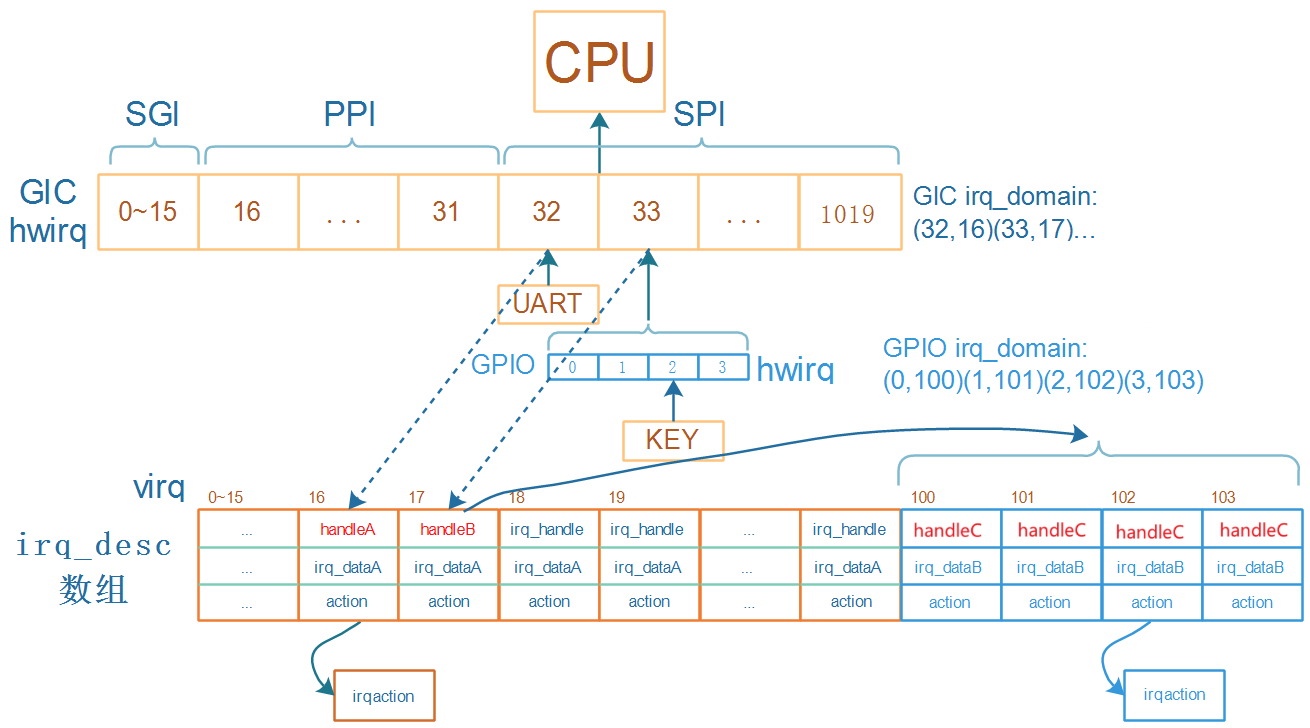 CPU
SGI
PPI
SPI
GIC
hwirq
0~15
16
...
31
32
33
...
1019
GIC irq_domain:
(32,16)(33,17)...
UART
GPIO
0
1
2
3
hwirq
GPIO irq_domain:
(0,100)(1,101)(2,102)(3,103)
KEY
virq
0~15
16
17
18
19
100
101
102
103
irq_desc
数组
...
handleA
handleB
irq_handle
irq_handle
...
irq_handle
handleC
handleC
handleC
handleC
...
irq_dataA
irq_dataA
irq_dataA
irq_dataA
...
irq_dataA
irq_dataB
irq_dataB
irq_dataB
irq_dataB
...
action
action
action
action
...
action
action
action
action
action
irqaction
irqaction